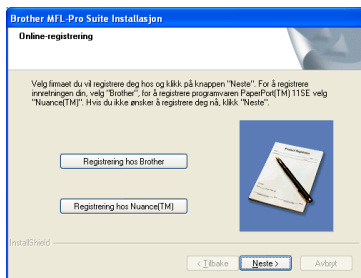 Brother MFL-Pro Suite Installasjon
Online-registrering
Velg firmaet du vil registrere deg hos og klikk på knappen "Neste". For å registrere
innretningen din, velg "Brother", for å registrere programvaren PaperPort(TM) 11SE velg
"Nuance(TM)". Hvis du ikke ønsker å registrere deg nå, klikk "Neste".
Registrering hos Brother
Registrering hos Nuance(TM)
InstallShield
< Tilbake
Neste >
Avbryt